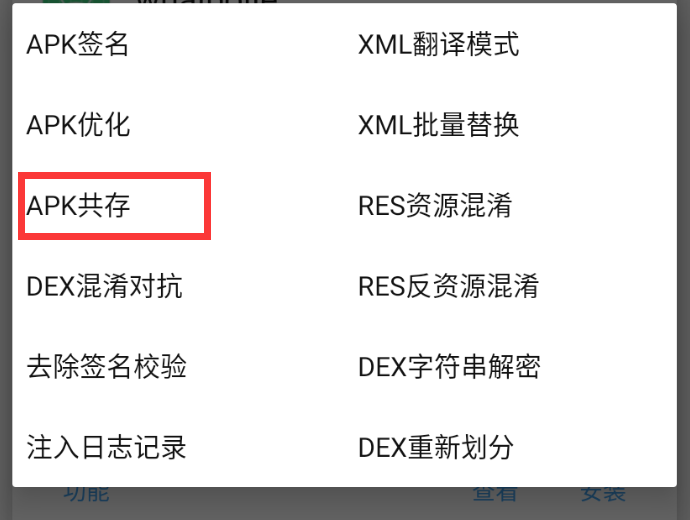 APK签名
XML翻译模式
APK优化
XML批量替换
APK共存
RES资源混淆
DEX混淆对抗
RES反资源混淆
去除签名校验
DEX字符串解密
注入日志记录
DEX重新划分
功能
查看
安装